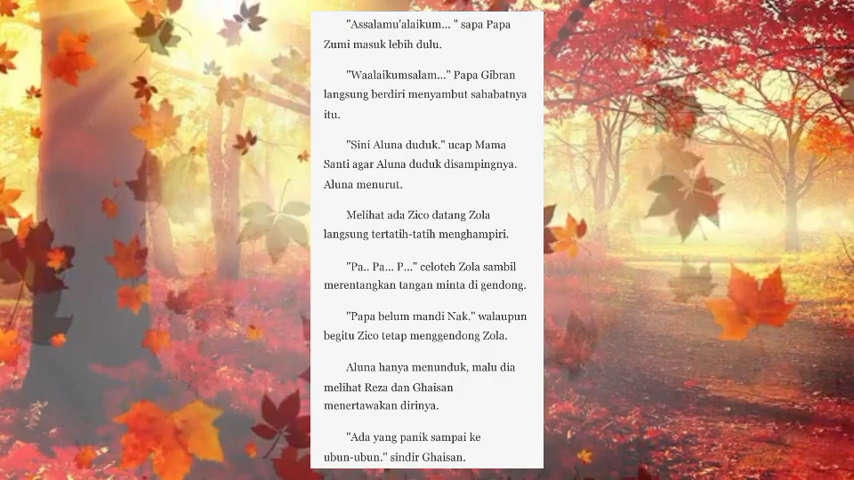 "Assalamu'alaikum... " sapa Papa
Zumi masuk lebih dulu.
"Waalaikumsalam..." Papa Gibran
langsung berdiri menyambut sahabatnya
itu.
"Sini Aluna duduk." ucap Mama
Santi agar Aluna duduk disampingnya.
Aluna menurut.
Melihat ada Zico datang Zola
langsung tertatih-tatih menghampiri.
"Pa.. Pa... P..." celoteh Zola sambil
merentangkan tangan minta di gendong.
"Papa belum mandi Nak." walaupun
begitu Zico tetap menggendong Zola.
Aluna hanya menunduk, malu dia
melihat Reza dan Ghaisan
menertawakan dirinya.
"Ada yang panik sampai ke
ubun-ubun." sindir Ghaisan.